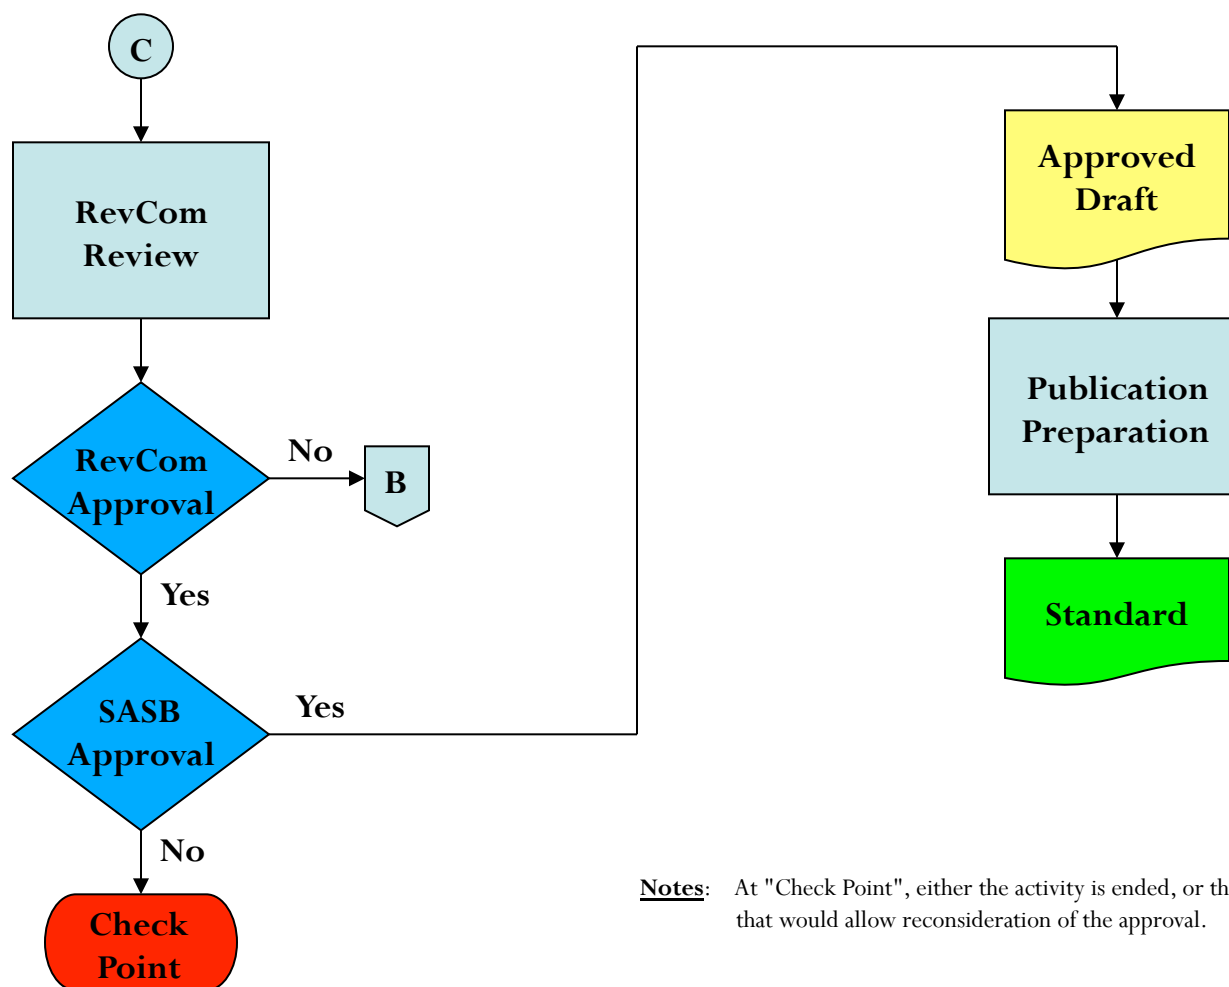 C
RevCom
Review
RevCom
Approval
No
B
Yes
SASB
Approval
Yes
No
Check
Point
Approved
Draft
Publication
Preparation
Standard
Notes: At "Check Point", either the activity is ended, or
that would allow reconsideration of the approval.